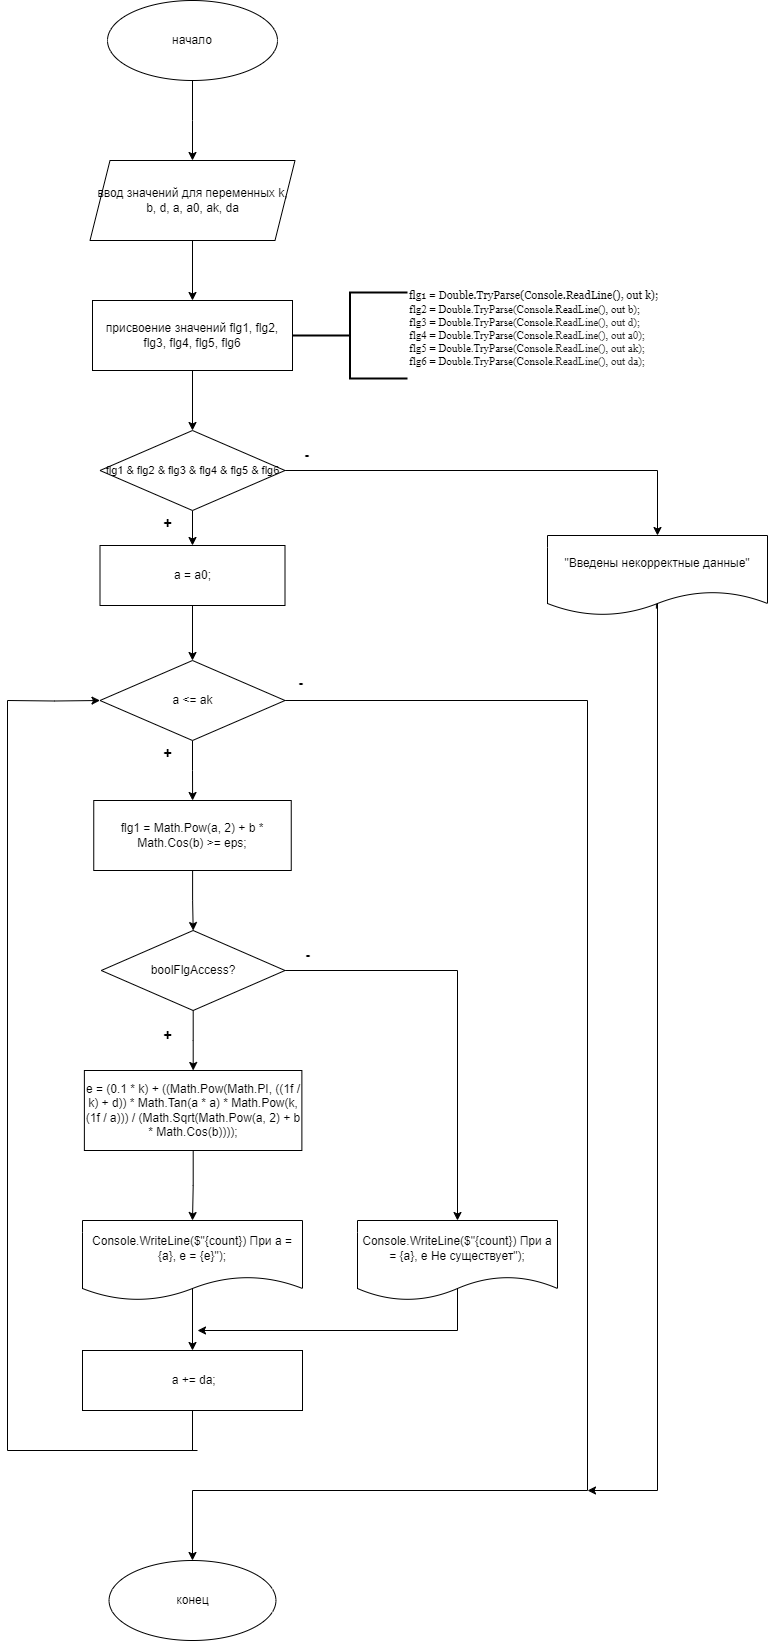 начало
ввод значений для переменных k,
b, d, a, a0, ak, da
присвоение значений flg1, flg2,
flg3, flg4, flg5, flg6
flg1 = Double.TryParse(Console.ReadLine(), out k);
flg2 = Double.TryParse(Console.ReadLine(), out b);
flg3 = Double.TryParse(Console.ReadLine(), out d);
flg4 = Double.TryParse(Console.ReadLine(), out a0);
flg5 = Double.TryParse(Console.ReadLine(), out ak);
flg6 = Double.TryParse(Console.ReadLine(), out da);
flg1 & flg2 & flg3 & flg4 & flg5 & flg6
-
+
a = a0;
"Введены некорректные данные"
a <= ak
-
+
flg1 = Math.Pow(a, 2) + b *
Math.Cos(b) >= eps;
boolFlgAccess?
-
+
e = (0.1 * k) + ((Math.Pow(Math.PI, ((1f /
k) + d)) * Math.Tan(a * a) * Math.Pow(k,
(1f / a))) / (Math.Sqrt(Math.Pow(a, 2) + b
* Math.Cos(b))));
Console.WriteLine($"{count}) При a =
{a}, e = {e}");
Console.WriteLine($"{count}) При a
= {a}, e Не существует");
a += da;
конец